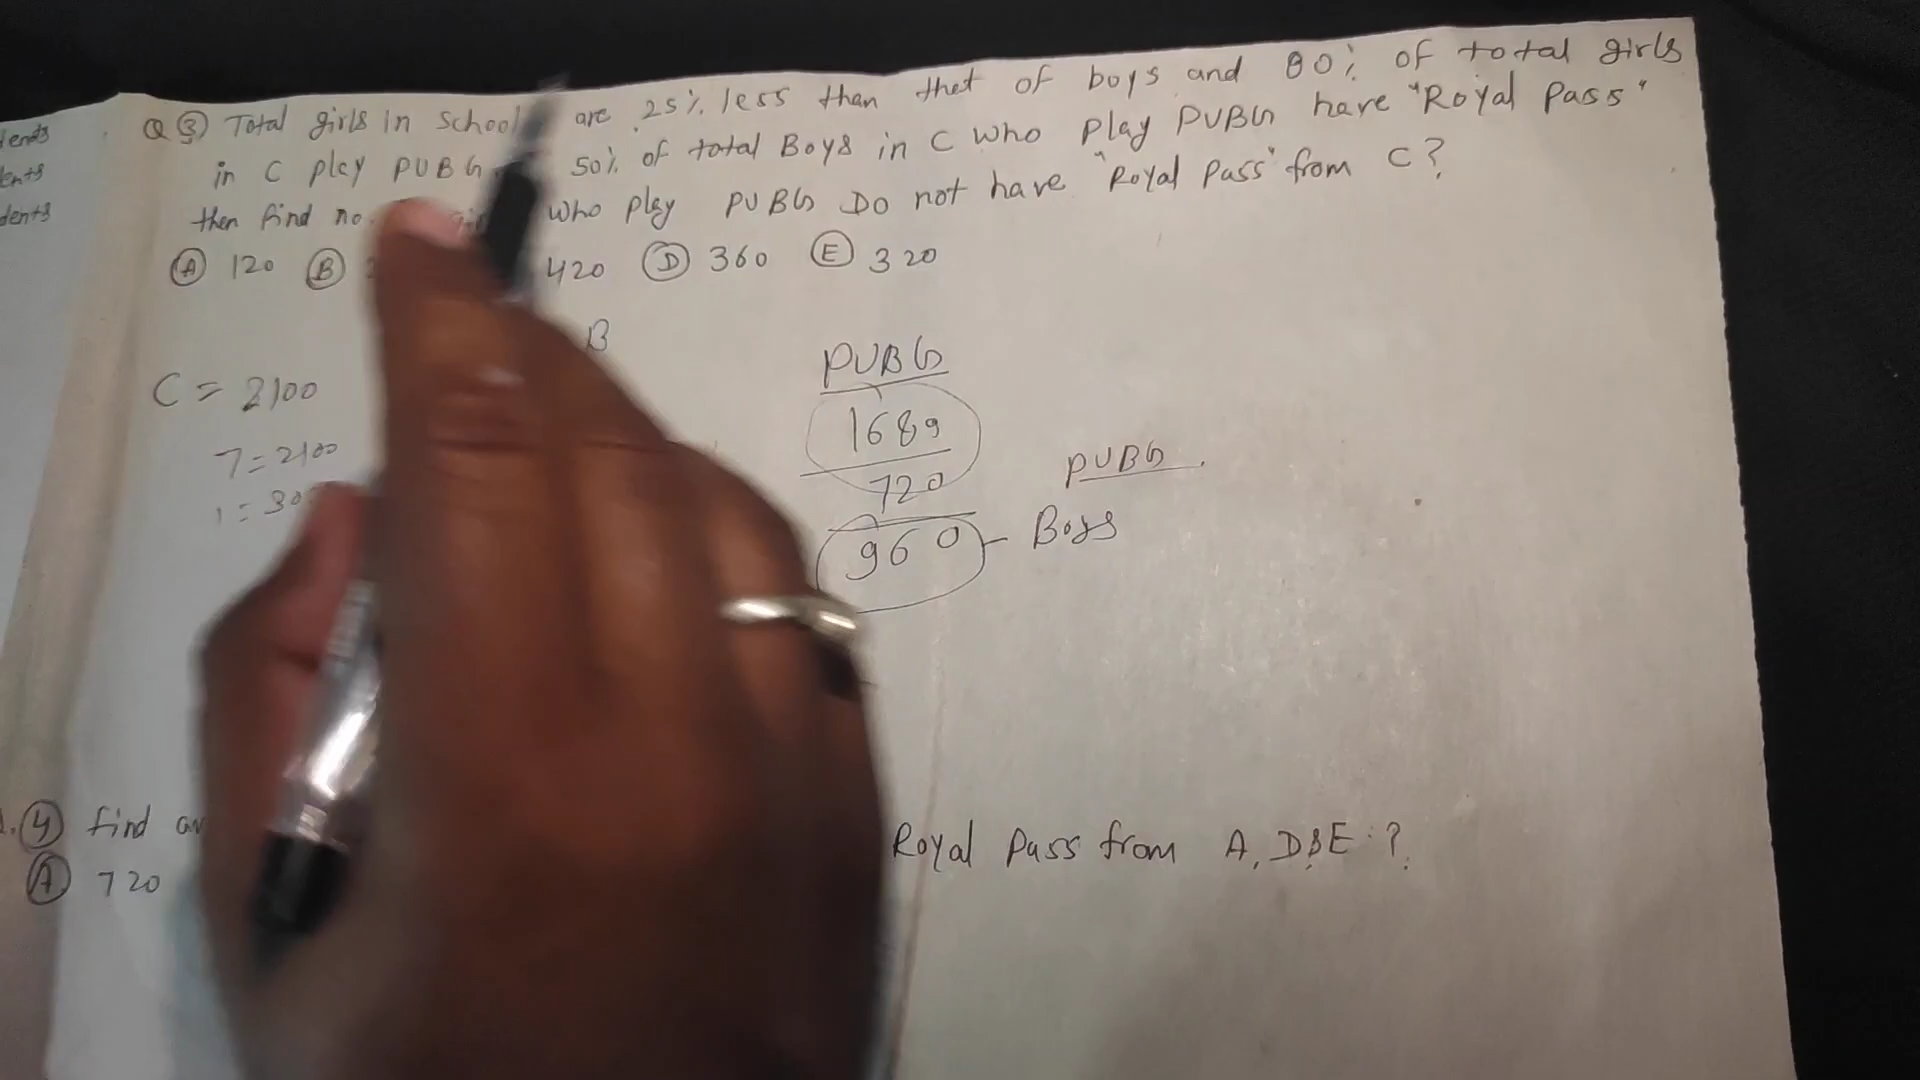 dents
ents
dents
Q ③ Total girls in school are 25% less than that of boys and 80% of total girls
in C play PUBG 50% of total Boys in C who play PUBG have "Royal Pass"
then find no. who play PUBG Do not have "Royal Pass" from C?
Ⓐ 120 Ⓑ 420 Ⓓ 360 Ⓔ 320
B
C = 2100
7 = 2100
1 = 30
PUBG
1680
720
960 - Boys
PUBG
④ find Royal Pass from A, D & E ?
Ⓐ 720